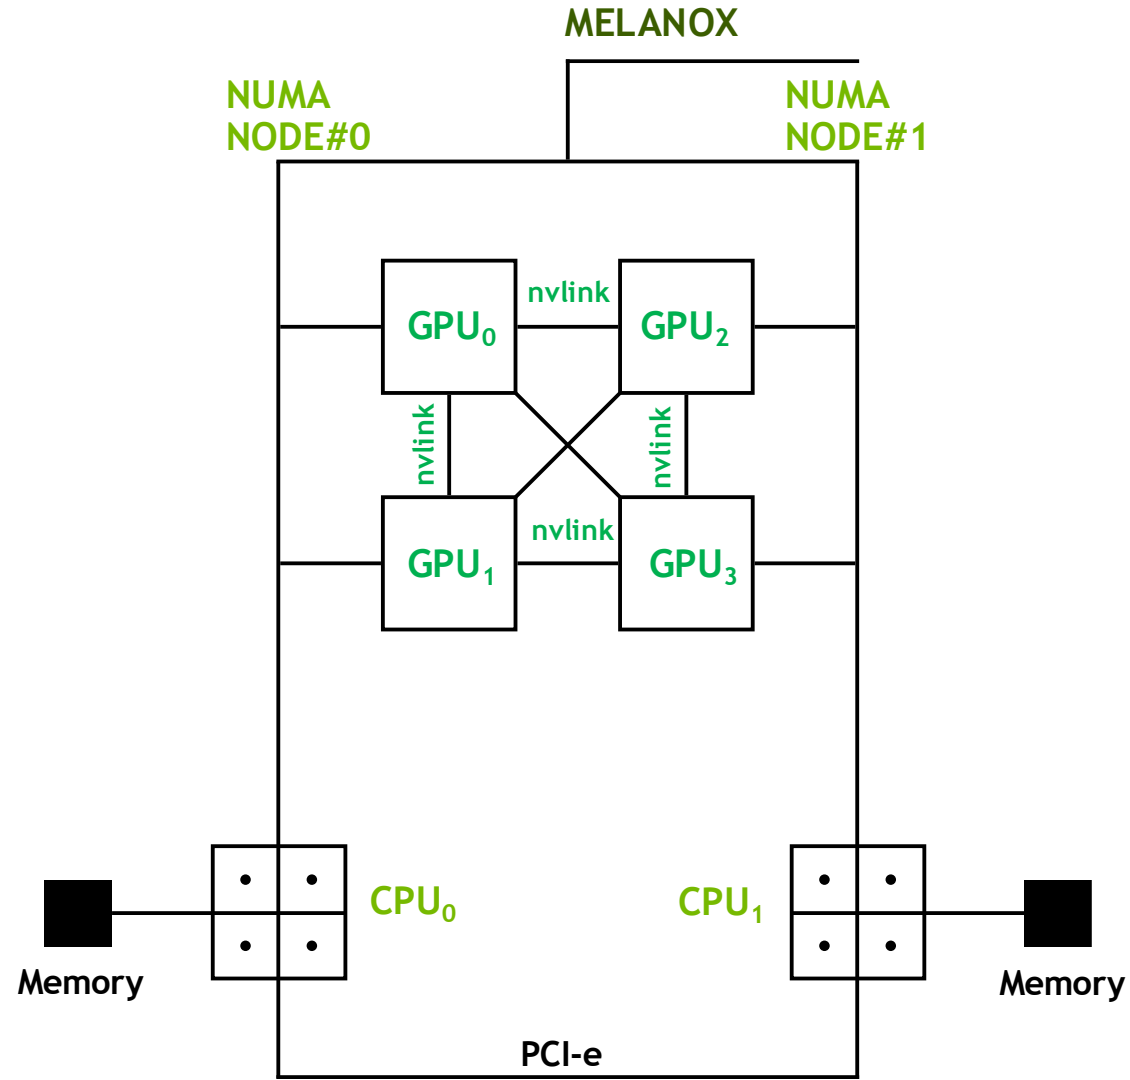 MELANOX
NUMA
NODE#0
NUMA
NODE#1
nvlink
GPU₀
GPU₂
nvlink
nvlink
nvlink
GPU₁
GPU₃
CPU₀
CPU₁
Memory
Memory
PCI-e